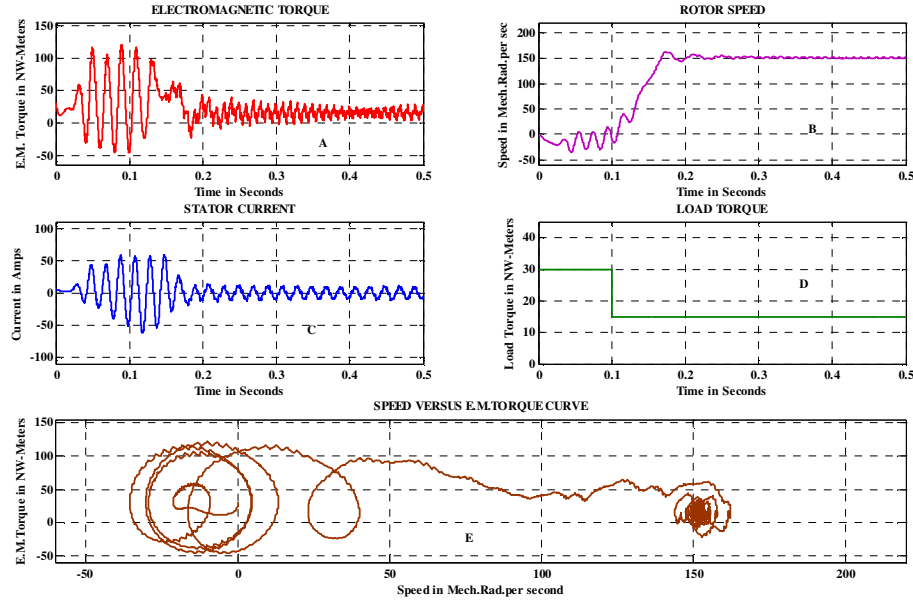 ELECTROMAGNETIC TORQUE
E.M. Torque in NW-Meters
150
100
50
0
-50
A
0 0.1 0.2 0.3 0.4 0.5
Time in Seconds
ROTOR SPEED
Speed in Mech.Rad.per sec
200
150
100
50
0
-50
B
0 0.1 0.2 0.3 0.4 0.5
Time in Seconds
STATOR CURRENT
Current in Amps
100
50
0
-50
-100
C
0 0.1 0.2 0.3 0.4 0.5
Time in Seconds
LOAD TORQUE
Load Torque in NW-Meters
45
40
30
20
10
0
D
0 0.1 0.2 0.3 0.4 0.5
Time in Seconds
SPEED VERSUS E.M.TORQUE CURVE
E.M.Torque in NW-Meters
150
100
50
0
-50
E
-50 0 50 100 150 200
Speed in Mech.Rad.per second